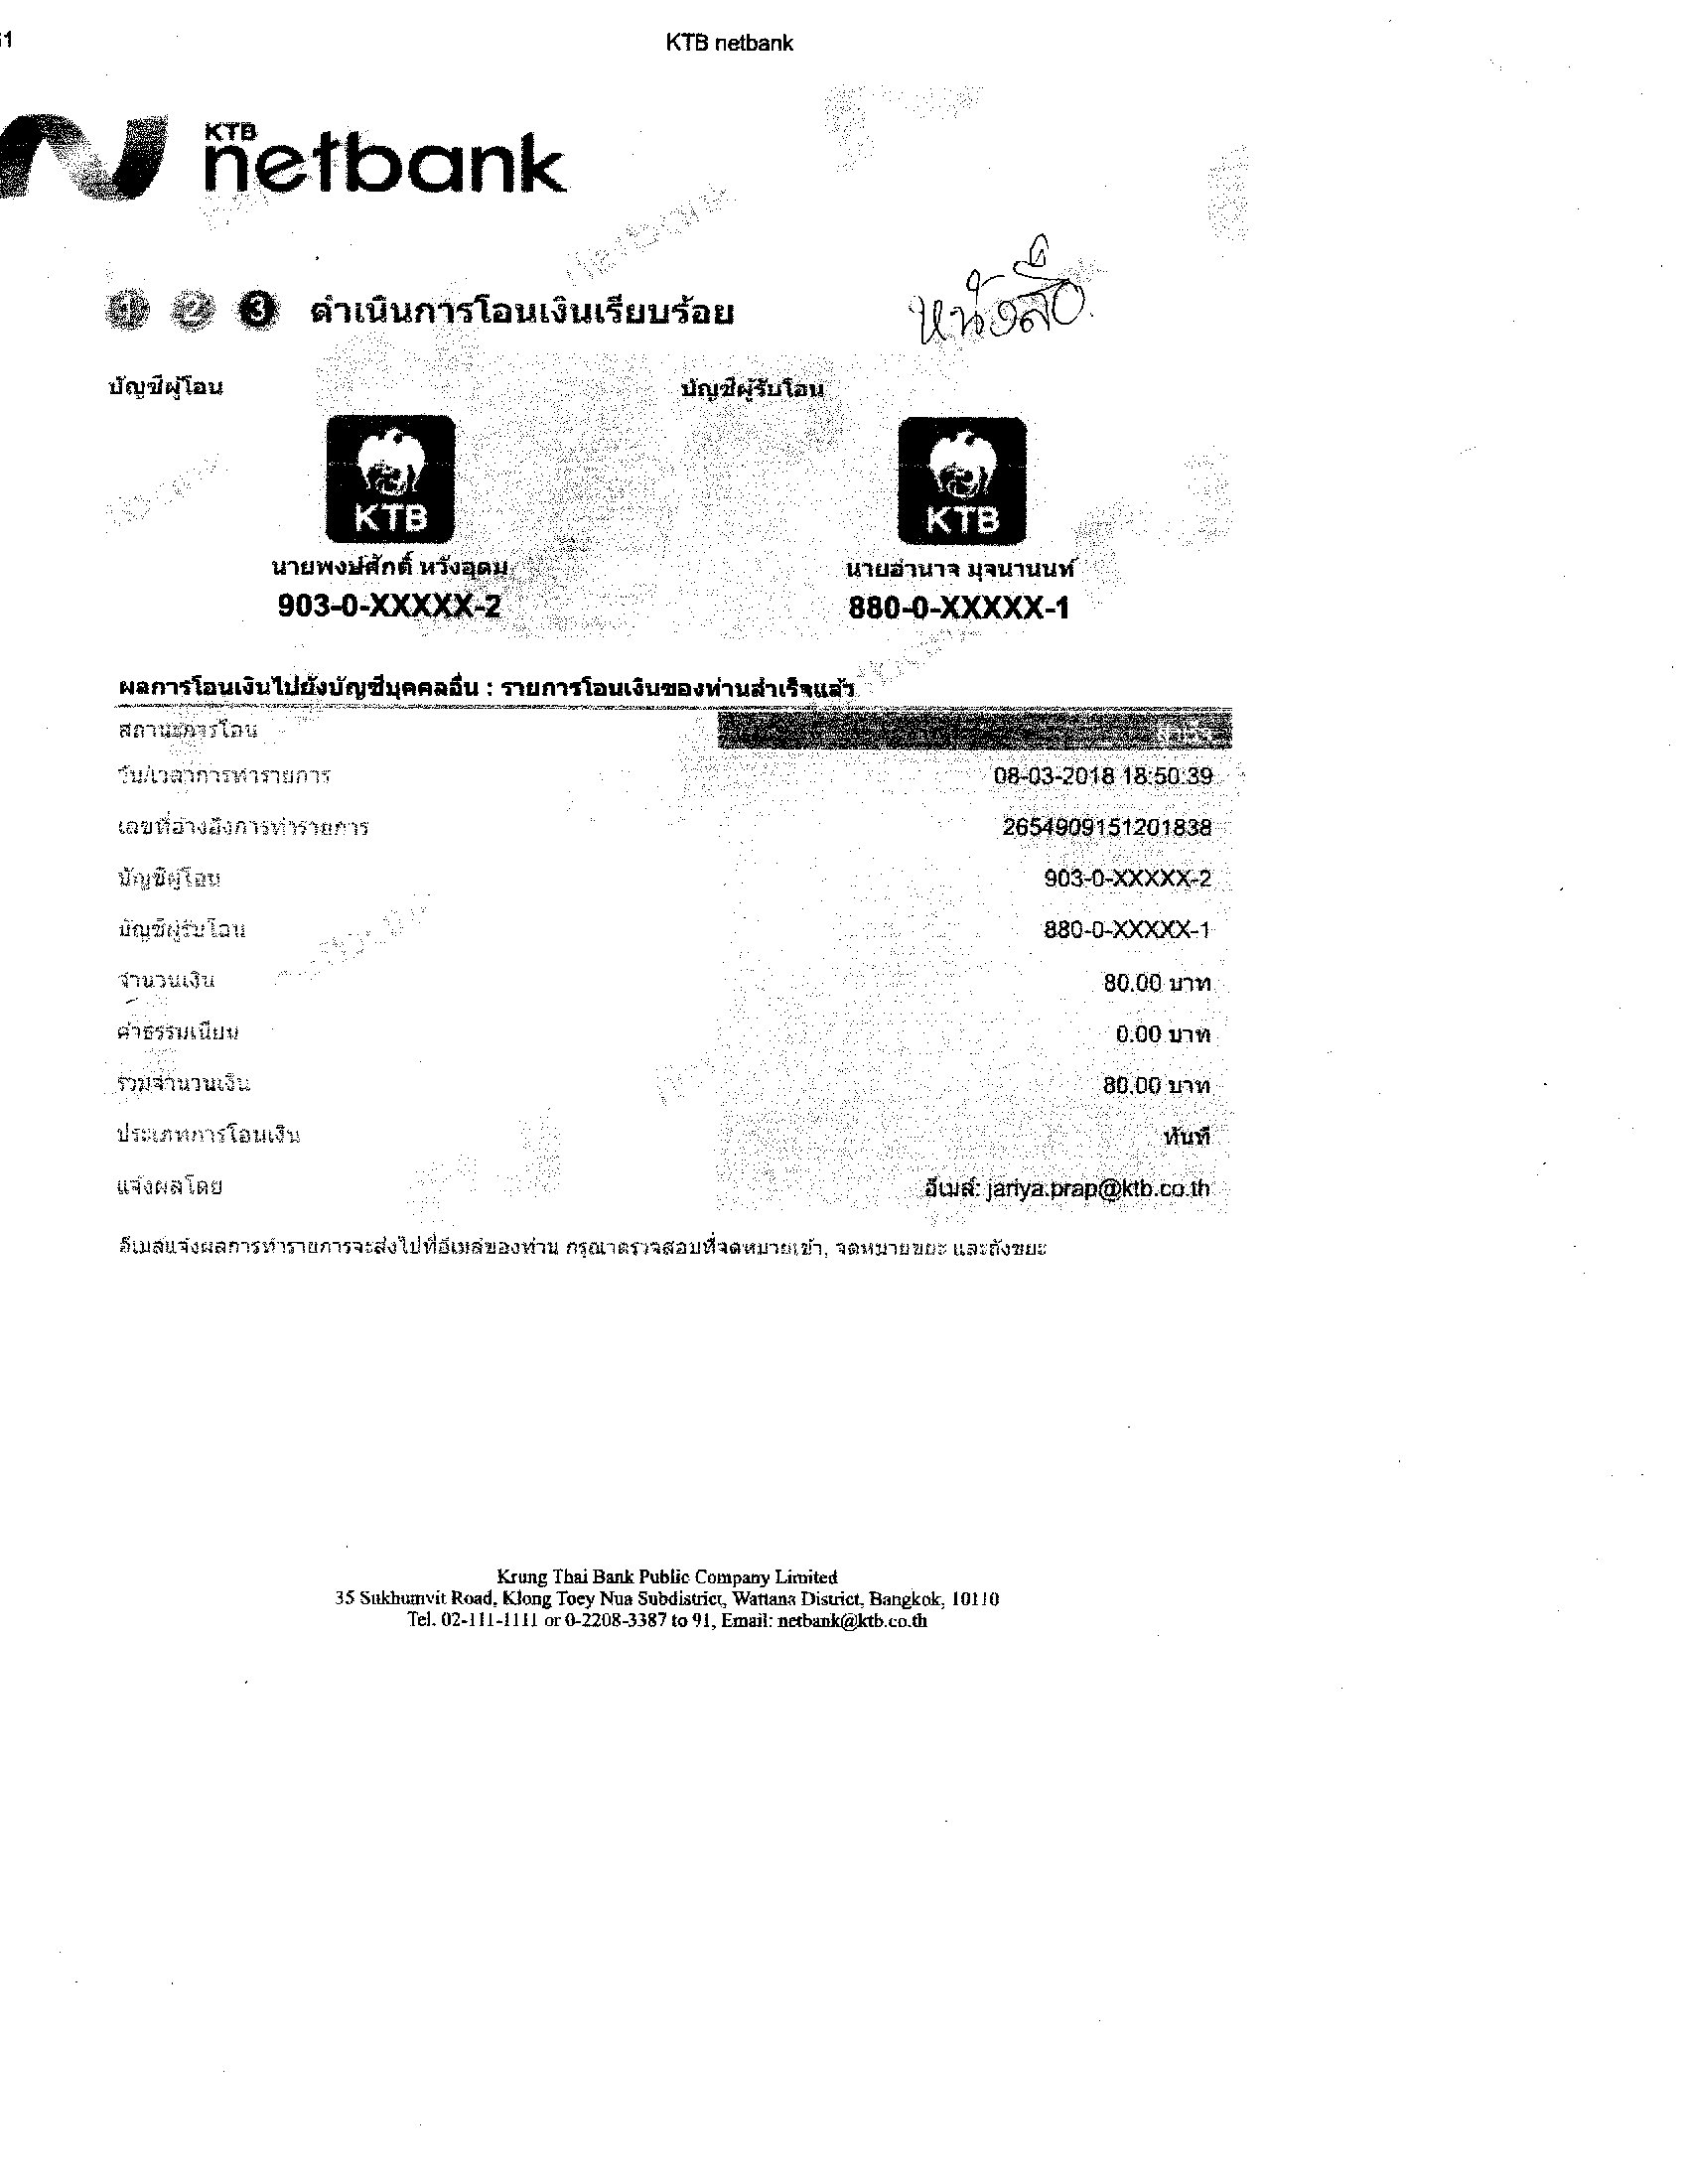 61 KTB netbank
KTB
netbank
1 2 3 ดำเนินการโอนเงินเรียบร้อย
หนังสือ
บัญชีผู้โอน บัญชีผู้รับโอน
KTB KTB
นายพงษ์ศักดิ์ หวังอุดม นายอำนาจ มุจนานนท์
903-0-XXXXX-2 880-0-XXXXX-1
ผลการโอนเงินไปยังบัญชีบุคคลอื่น : รายการโอนเงินของท่านสำเร็จแล้ว
สถานะการโอน สำเร็จ
วัน/เวลาการทำรายการ 08-03-2018 18:50:39
เลขที่อ้างอิงการทำรายการ 2654909151201838
บัญชีผู้โอน 903-0-XXXXX-2
บัญชีผู้รับโอน 880-0-XXXXX-1
จำนวนเงิน 80.00 บาท
ค่าธรรมเนียม 0.00 บาท
รวมจำนวนเงิน 80.00 บาท
ประเภทการโอนเงิน ทันที
แจ้งผลโดย อีเมล์: jariya.prap@ktb.co.th
อีเมลแจ้งผลการทำรายการจะส่งไปที่อีเมล์ของท่าน กรุณาตรวจสอบที่จดหมายเข้า, จดหมายขยะ และถังขยะ
Krung Thai Bank Public Company Limited
35 Sukhumvit Road, Klong Toey Nua Subdistrict, Wattana District, Bangkok, 10110
Tel. 02-111-1111 or 0-2208-3387 to 91, Email: netbank@ktb.co.th